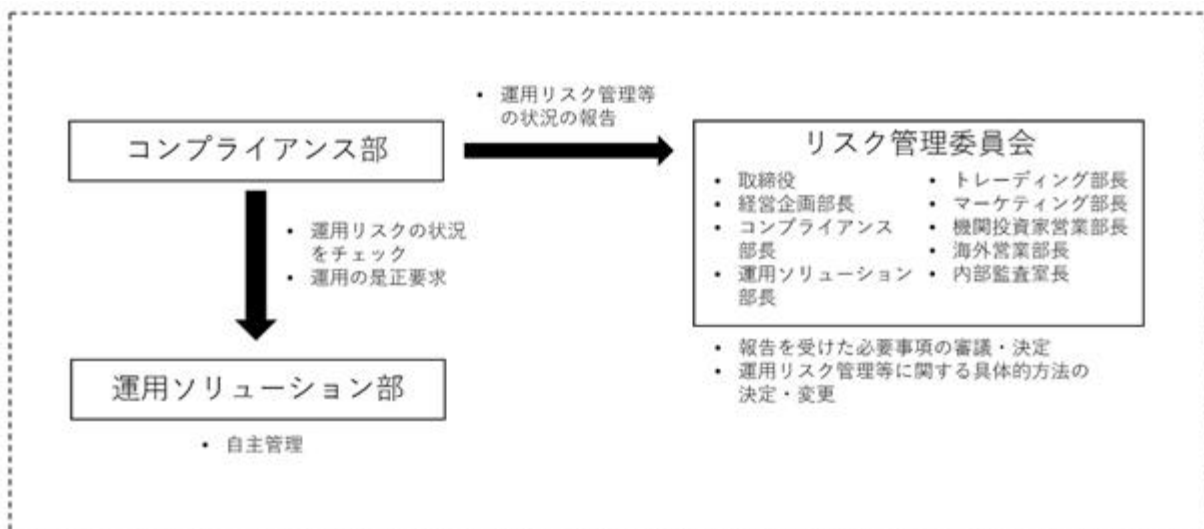 コンプライアンス部
• 運用リスク管理等
の状況の報告
• 運用リスクの状況
をチェック
• 運用の是正要求
運用ソリューション部
• 自主管理
リスク管理委員会
• 取締役
• 経営企画部長
• コンプライアンス
部長
• 運用ソリューション
部長
• トレーディング部長
• マーケティング部長
• 機関投資家営業部長
• 海外営業部長
• 内部監査室長
• 報告を受けた必要事項の審議・決定
• 運用リスク管理等に関する具体的方法の
決定・変更